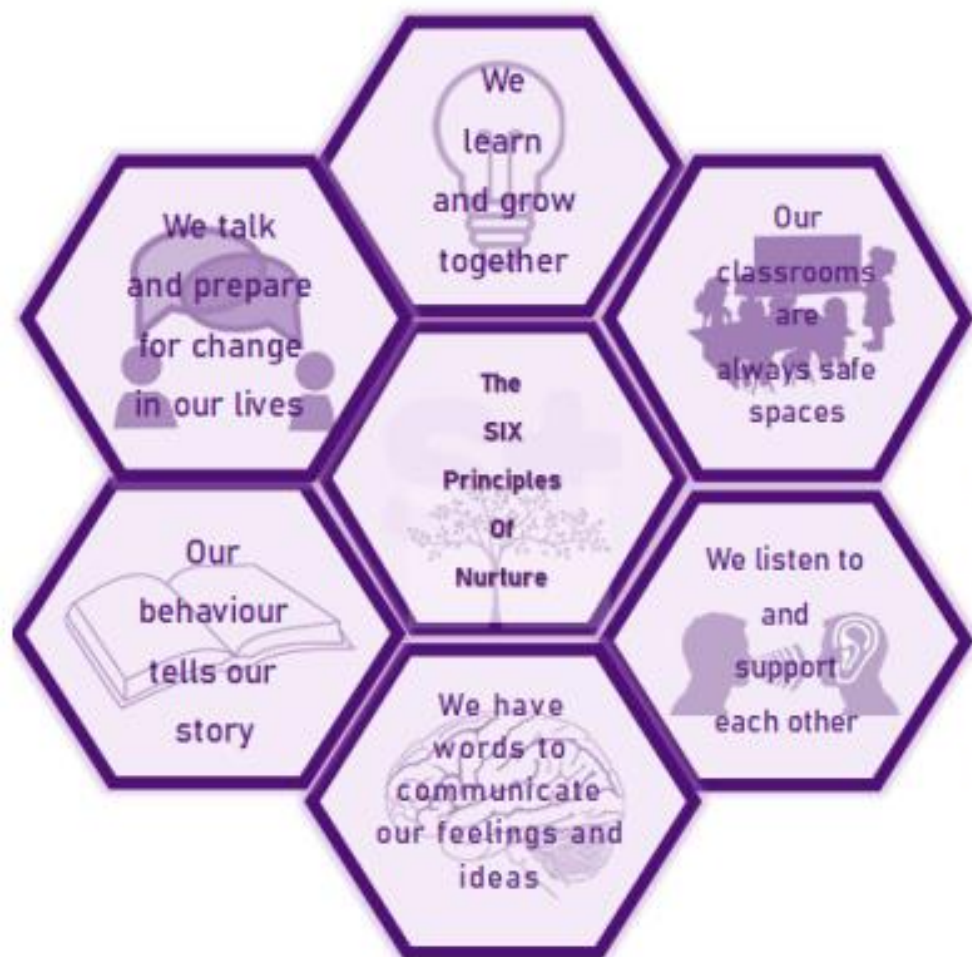 We
learn
and grow
together
Our
classrooms
are
always safe
spaces
We listen to
and
support
each other
We have
words to
communicate
our feelings and
ideas
Our
behaviour
tells our
story
We talk
and prepare
for change
in our lives
The
SIX
Principles
Of
Nurture